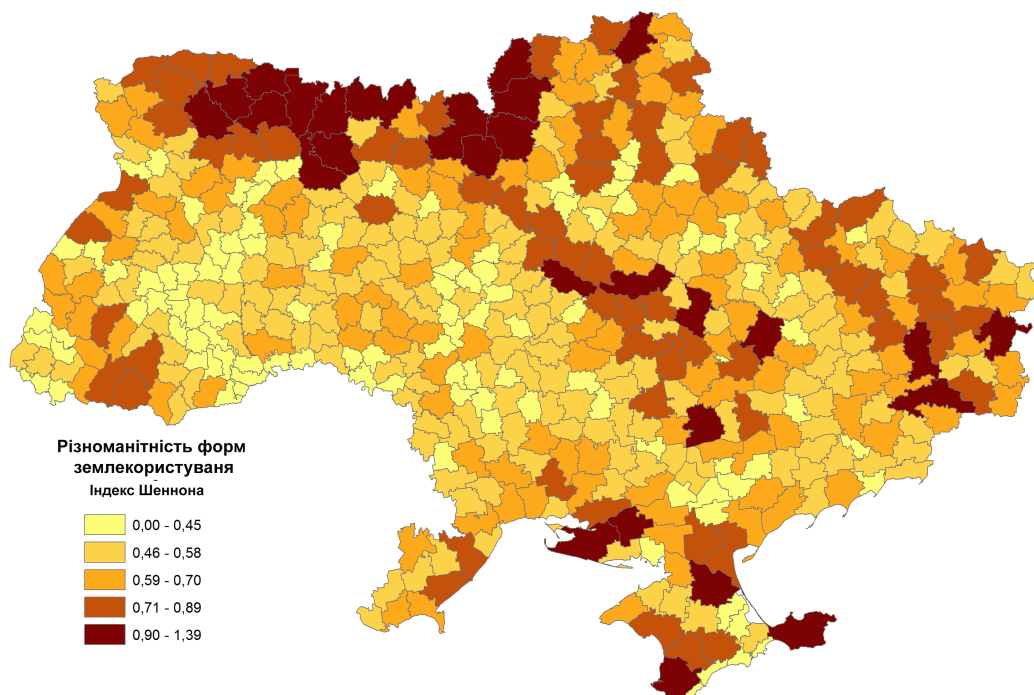 Різноманітність форм
землекористуваня
-
Індекс Шеннона
0,00 - 0,45
0,46 - 0,58
0,59 - 0,70
0,71 - 0,89
0,90 - 1,39